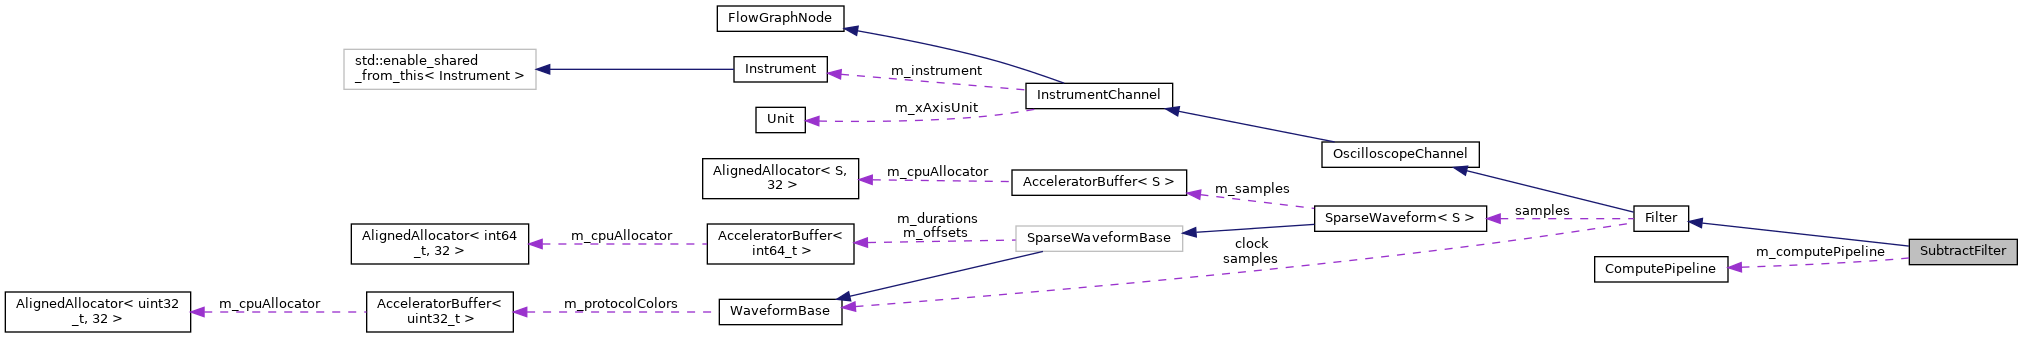 FlowGraphNode
std::enable_shared
_from_this< Instrument >
Instrument
m_instrument
InstrumentChannel
m_xAxisUnit
Unit
OscilloscopeChannel
AlignedAllocator< S,
32 >
m_cpuAllocator
AcceleratorBuffer< S >
m_samples
SparseWaveform< S >
samples
Filter
AlignedAllocator< int64
_t, 32 >
m_cpuAllocator
AcceleratorBuffer<
int64_t >
m_durations
m_offsets
SparseWaveformBase
clock
samples
m_computePipeline
SubtractFilter
ComputePipeline
AlignedAllocator< uint32
_t, 32 >
m_cpuAllocator
AcceleratorBuffer<
uint32_t >
m_protocolColors
WaveformBase